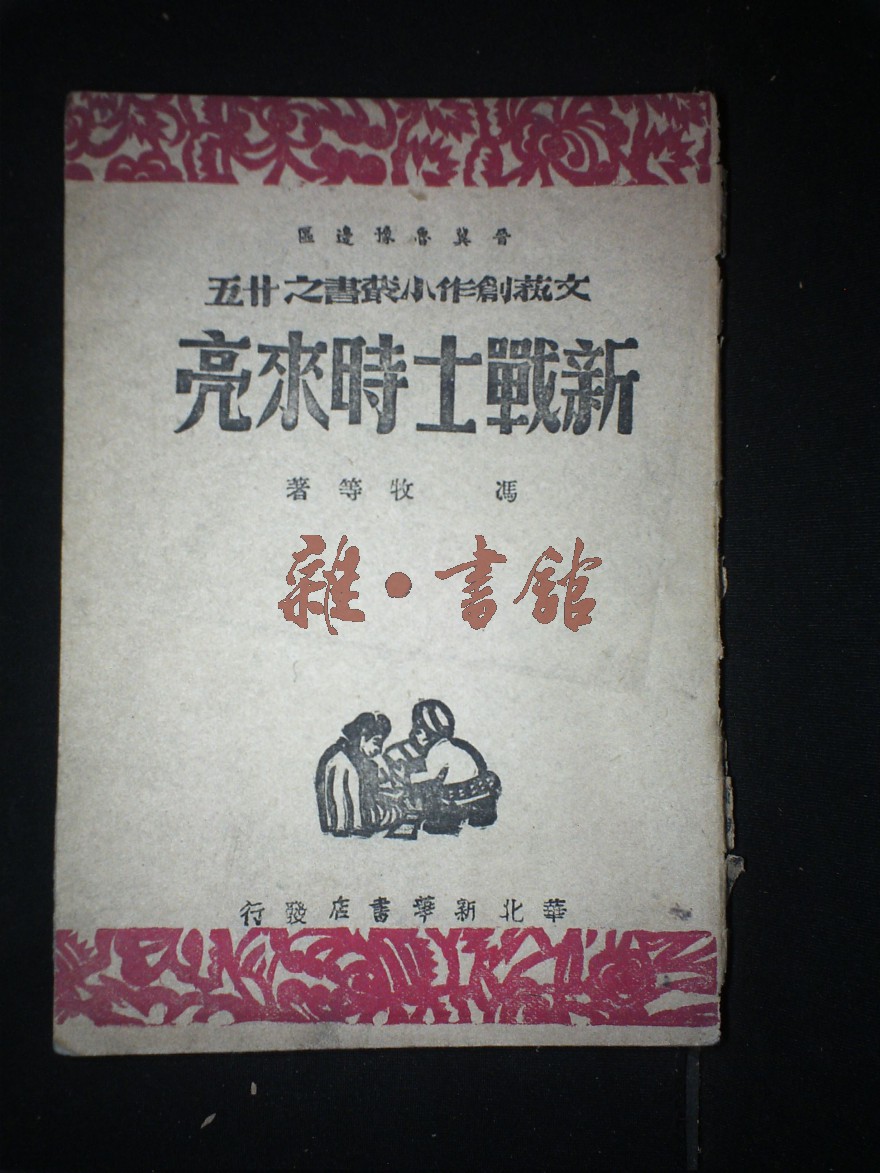 晉冀魯豫邊區
文藝創作小叢書之廿五
新戰士時來亮
馮牧等著
雜·書舘
華北新華書店發行